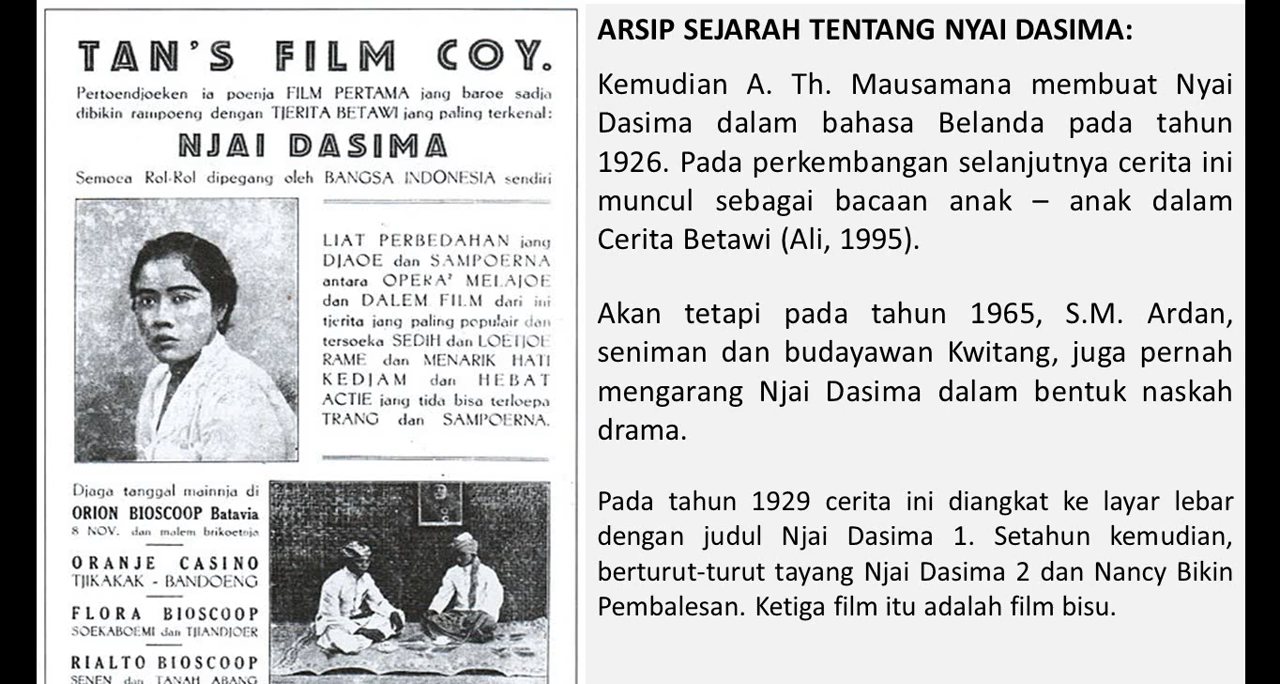 TAN'S FILM COY.
Pertoendjoeken ia poenja FILM PERTAMA jang baroe sadja
dibikin rampoeng dengan TJERITA BETAWI jang paling terkenal:
NJAI DASIMA
Semoea Rol-Rol dipegang oleh BANGSA INDONESIA sendiri
LIAT PERBEDAHAN jang
DJAOE dan SAMPOERNA
antara OPERA² MELAJOE
dan DALEM FILM dari ini
tjerita jang paling populair dan
tersoeka SEDIH dan LOETJOE
RAME dan MENARIK HATI
KEDJAM dan HEBAT
ACTIE jang tida bisa terloepa
TRANG dan SAMPOERNA.
Djaga tanggal mainnja di
ORION BIOSCOOP Batavia
8 NOV. dan malem brikoetnja
ORANJE CASINO
TJIKAKAK - BANDOENG
FLORA BIOSCOOP
SOEKABOEMI dan TJIANDJOER
RIALTO BIOSCOOP
SENEN dan TANAH ABANG
ARSIP SEJARAH TENTANG NYAI DASIMA:
Kemudian A. Th. Mausamana membuat Nyai
Dasima dalam bahasa Belanda pada tahun
1926. Pada perkembangan selanjutnya cerita ini
muncul sebagai bacaan anak – anak dalam
Cerita Betawi (Ali, 1995).
Akan tetapi pada tahun 1965, S.M. Ardan,
seniman dan budayawan Kwitang, juga pernah
mengarang Njai Dasima dalam bentuk naskah
drama.
Pada tahun 1929 cerita ini diangkat ke layar lebar
dengan judul Njai Dasima 1. Setahun kemudian,
berturut-turut tayang Njai Dasima 2 dan Nancy Bikin
Pembalesan. Ketiga film itu adalah film bisu.